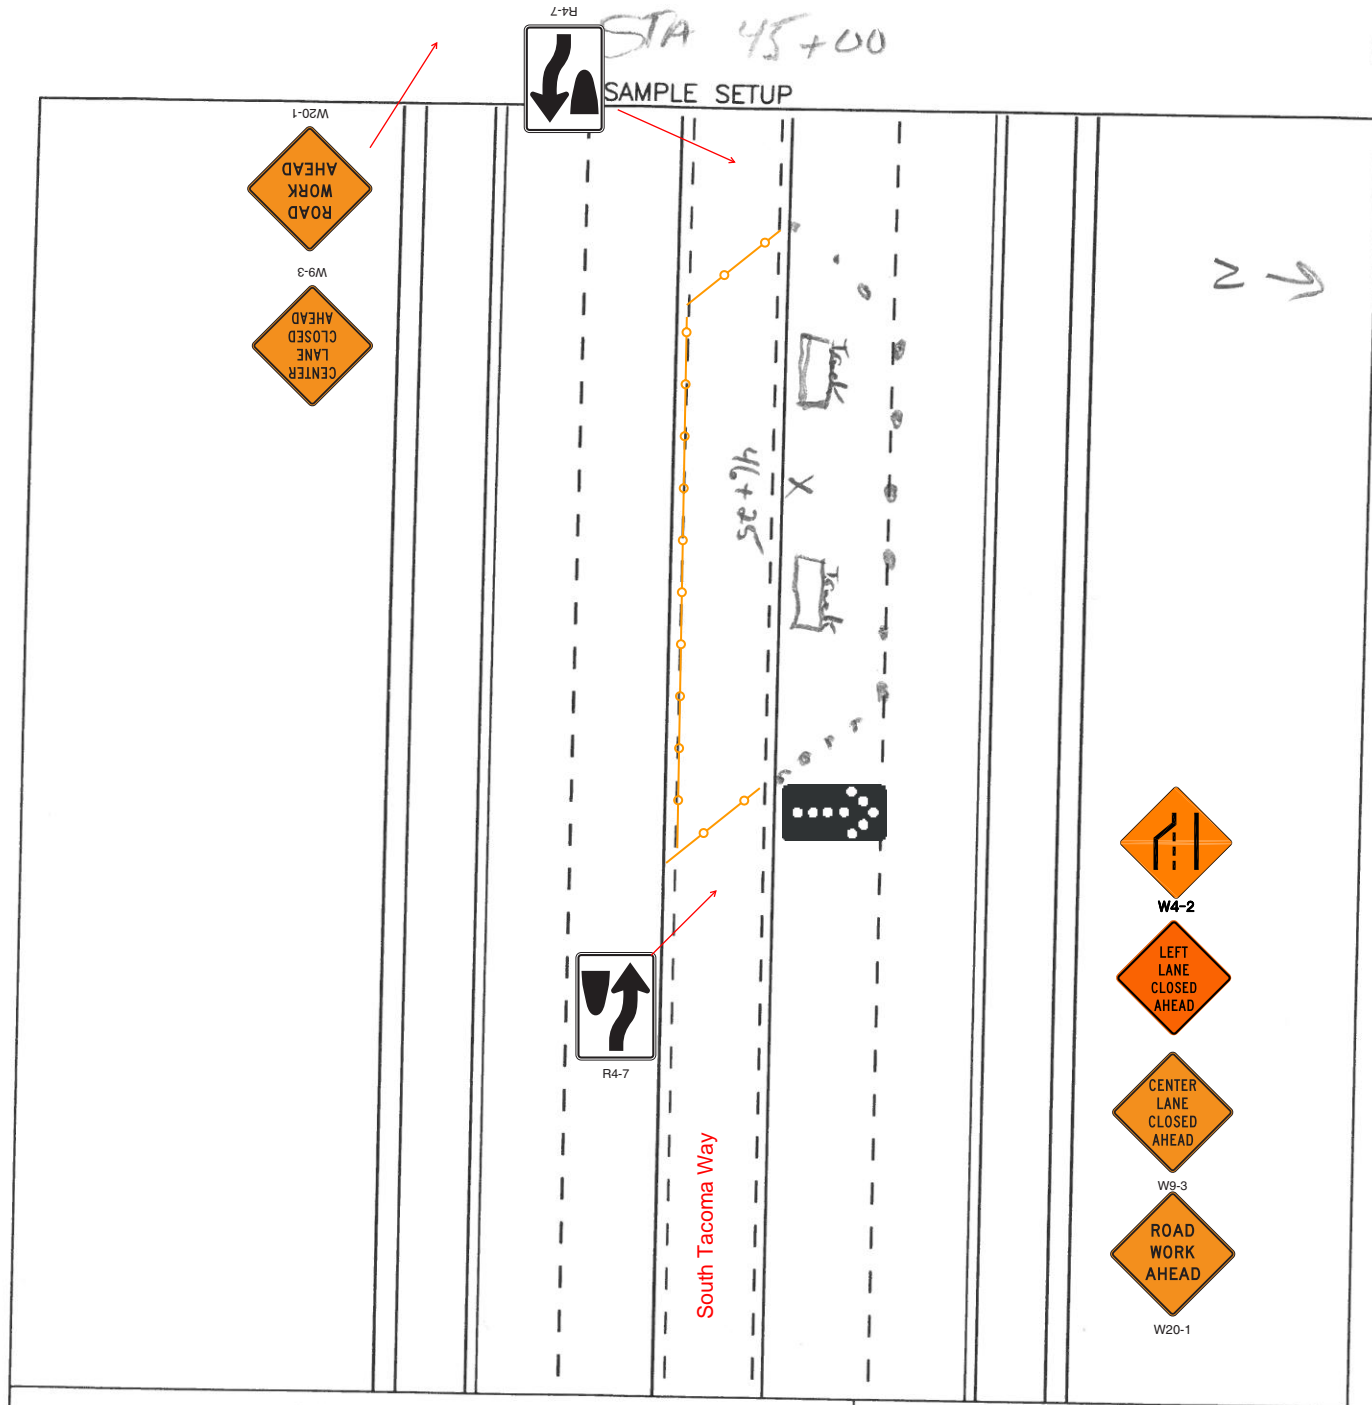 R4-7
STA 45+00
SAMPLE SETUP
W20-1
ROAD
WORK
AHEAD
W9-3
CENTER
LANE
CLOSED
AHEAD
Truck
46+25
X
Truck
W4-2
LEFT
LANE
CLOSED
AHEAD
R4-7
CENTER
LANE
CLOSED
AHEAD
W9-3
South Tacoma Way
ROAD
WORK
AHEAD
W20-1